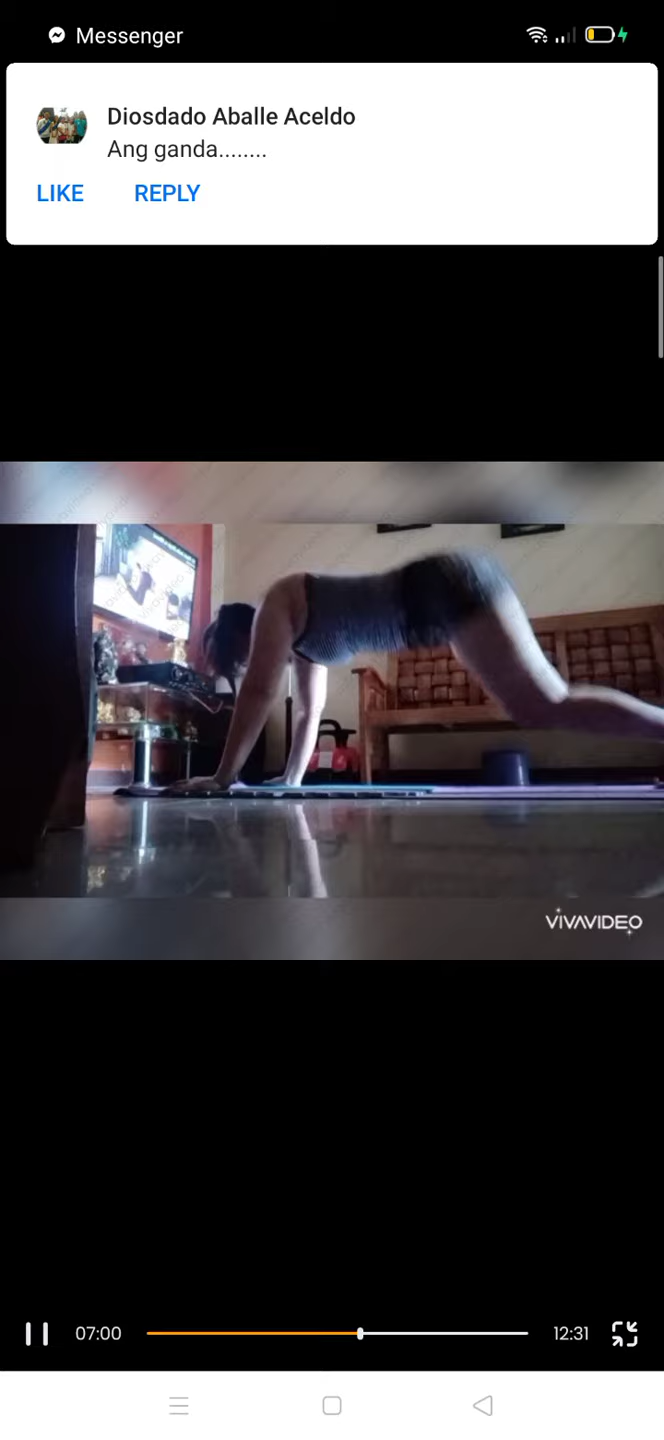 Messenger
Diosdado Aballe Aceldo
Ang ganda........
LIKE
REPLY
VIVAVIDEO
07:00
12:31